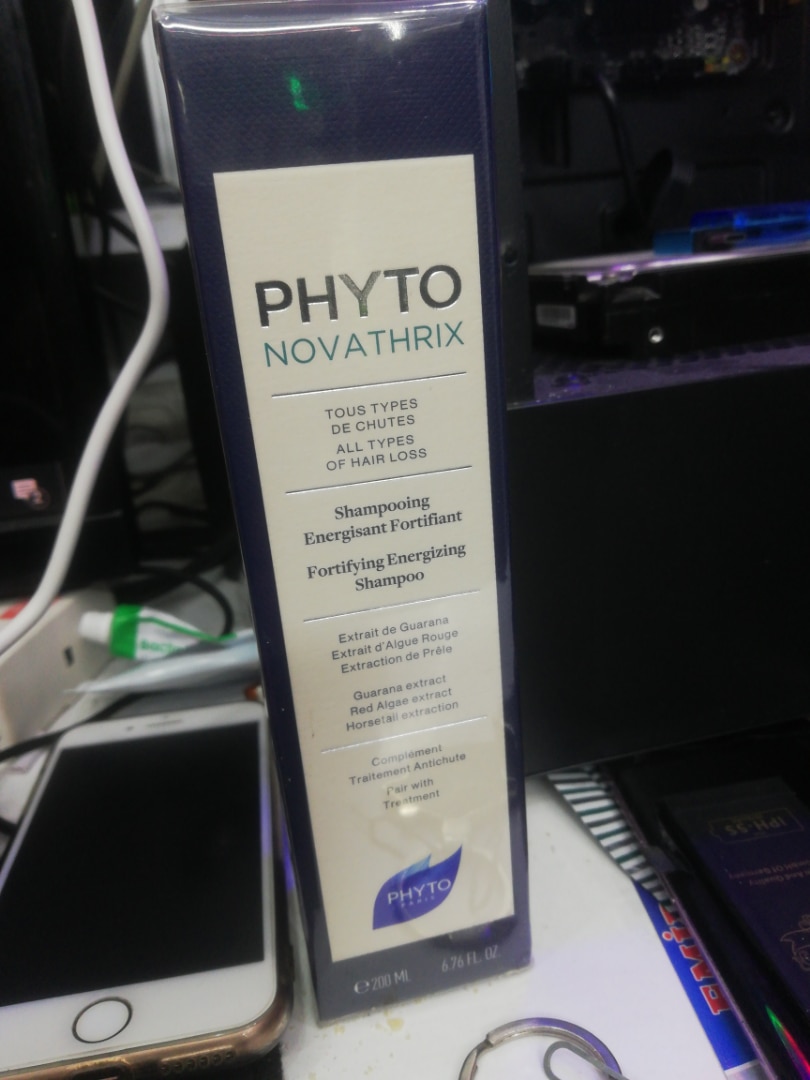 PHYTO
NOVATHRIX
TOUS TYPES
DE CHUTES
ALL TYPES
OF HAIR LOSS
Shampooing
Energisant Fortifiant
Fortifying Energizing
Shampoo
Extrait de Guarana
Extrait d'Algue Rouge
Extraction de Prêle
Guarana extract
Red Algae extract
Horsetail extraction
Complément
Traitement Antichute
Pair with
Treatment
PHYTO
PARIS
℮ 200 ML 6.76 FL. OZ.